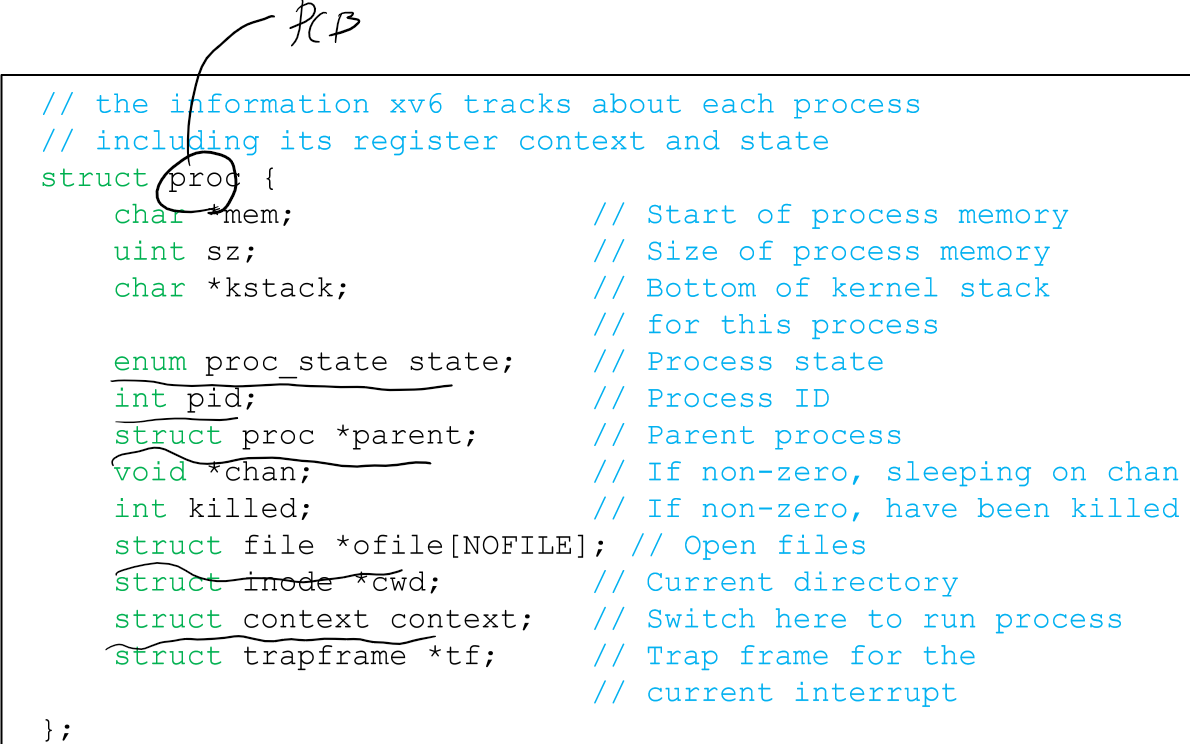 PCB
// the information xv6 tracks about each process
// including its register context and state
struct proc {
    char *mem;                // Start of process memory
    uint sz;                  // Size of process memory
    char *kstack;             // Bottom of kernel stack
                              // for this process
    enum proc_state state;    // Process state
    int pid;                  // Process ID
    struct proc *parent;      // Parent process
    void *chan;               // If non-zero, sleeping on chan
    int killed;               // If non-zero, have been killed
    struct file *ofile[NOFILE]; // Open files
    struct inode *cwd;        // Current directory
    struct context context;   // Switch here to run process
    struct trapframe *tf;     // Trap frame for the
                              // current interrupt
};